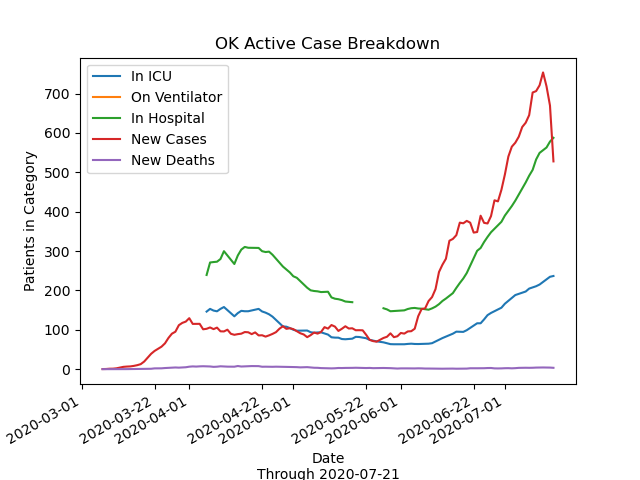 OK Active Case Breakdown
In ICU
On Ventilator
In Hospital
New Cases
New Deaths
Patients in Category
700
600
500
400
300
200
100
0
2020-03-01
2020-03-22
2020-04-01
2020-04-22
2020-05-01
2020-05-22
2020-06-01
2020-06-22
2020-07-01
Date
Through 2020-07-21